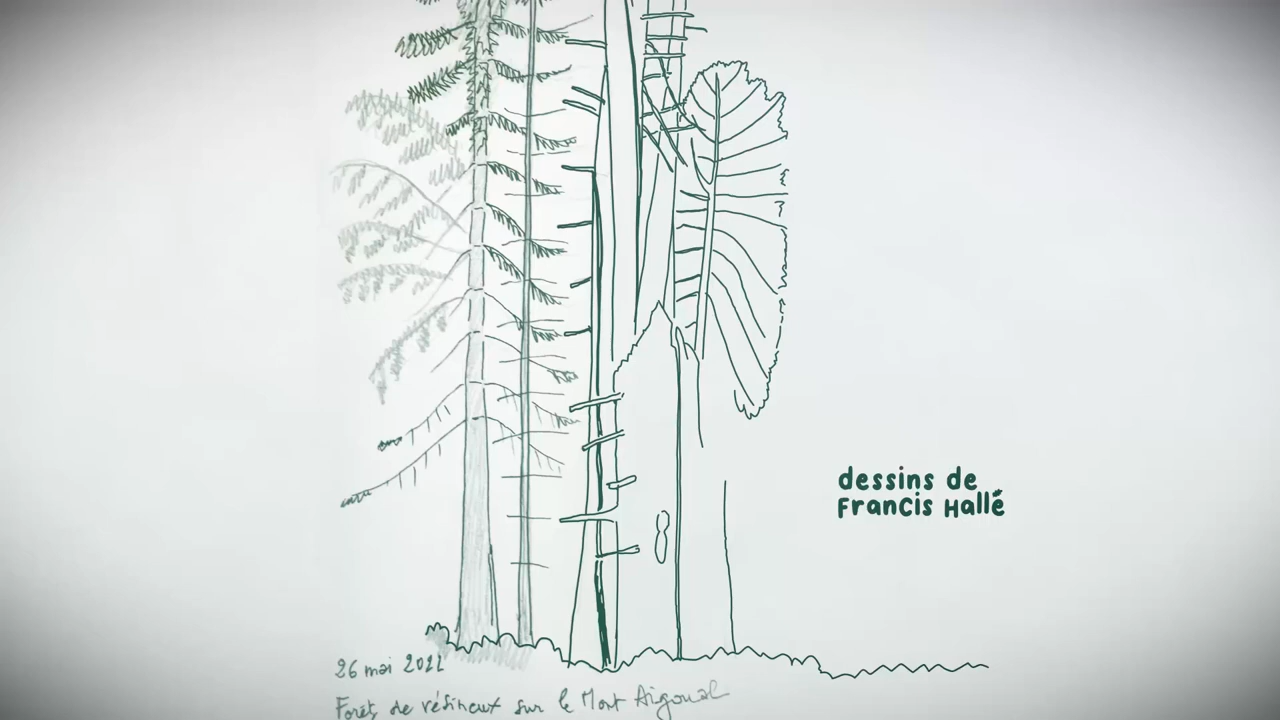 dessins de
Francis Hallé
26 mai 2022
Forêt de résineux sur le Mont Aigoual